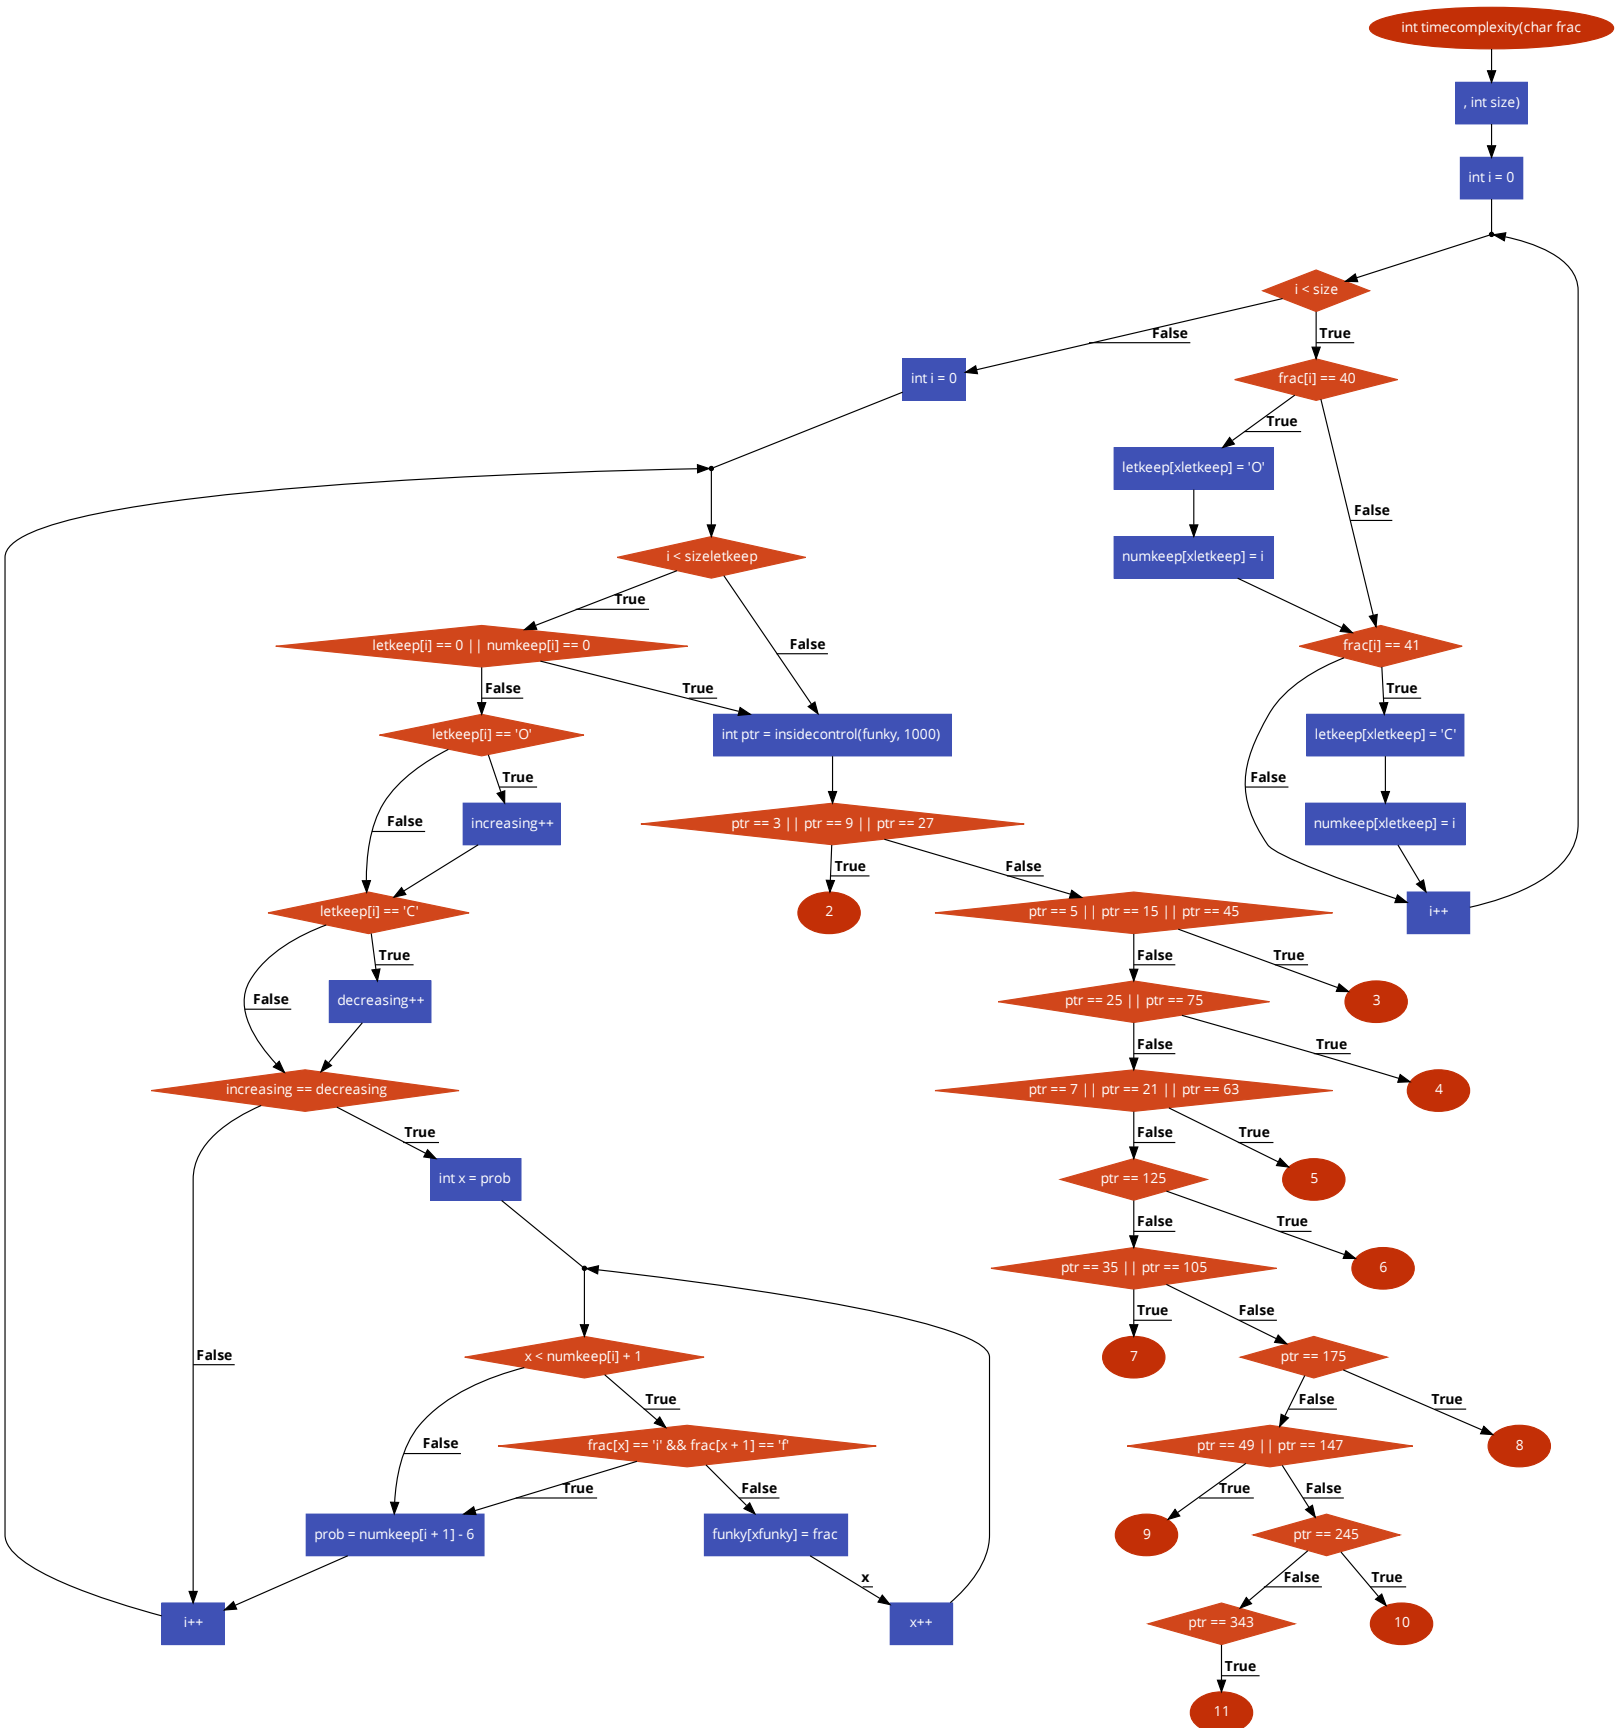 int timecomplexity(char frac
, int size)
int i = 0
i < size
False
True
int i = 0
frac[i] == 40
True
letkeep[xletkeep] = 'O'
False
numkeep[xletkeep] = i
i < sizeletkeep
True
False
letkeep[i] == 0 || numkeep[i] == 0
frac[i] == 41
False
True
True
letkeep[i] == 'O'
int ptr = insidecontrol(funky, 1000)
letkeep[xletkeep] = 'C'
True
False
False
increasing++
ptr == 3 || ptr == 9 || ptr == 27
numkeep[xletkeep] = i
True
False
letkeep[i] == 'C'
2
ptr == 5 || ptr == 15 || ptr == 45
i++
True
False
True
False
decreasing++
ptr == 25 || ptr == 75
3
False
True
increasing == decreasing
ptr == 7 || ptr == 21 || ptr == 63
4
True
False
True
int x = prob
ptr == 125
5
False
True
ptr == 35 || ptr == 105
6
True
False
False
x < numkeep[i] + 1
7
ptr == 175
True
False
True
False
frac[x] == 'i' && frac[x + 1] == 'f'
ptr == 49 || ptr == 147
8
True
False
True
False
prob = numkeep[i + 1] - 6
funky[xfunky] = frac
9
ptr == 245
x
False
True
i++
x++
ptr == 343
10
True
11